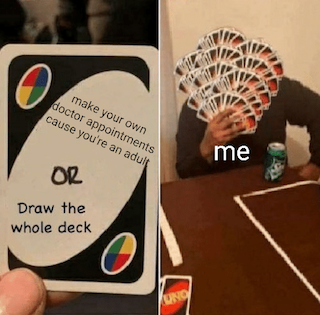 make your own
doctor appointments
cause you're an adult
OR
Draw the
whole deck
me
UNO